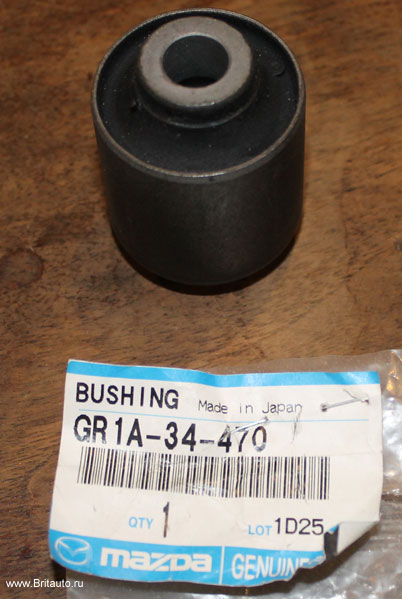 BUSHING Made in Japan
GR1A-34-470
QTY 1 LOT 1D25
mazda GENUINE
www.Britauto.ru